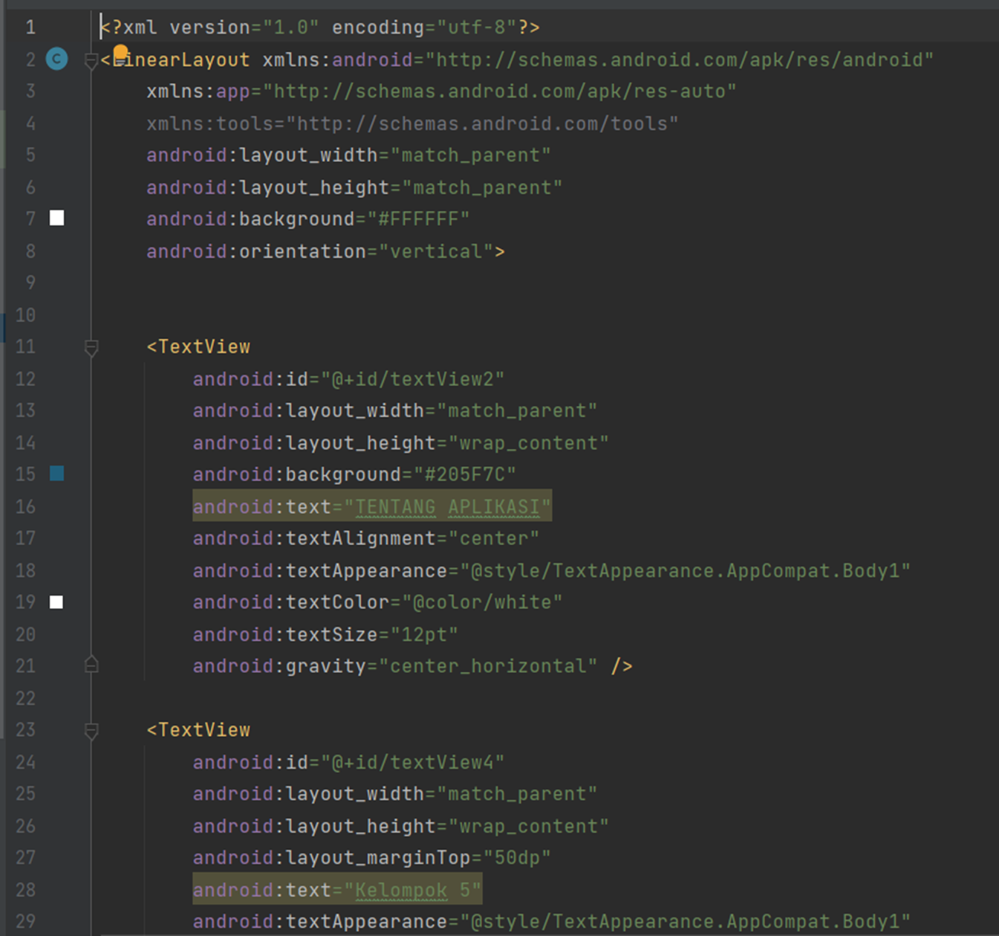 1 <?xml version="1.0" encoding="utf-8"?>
2 C <LinearLayout xmlns:android="http://schemas.android.com/apk/res/android"
3 xmlns:app="http://schemas.android.com/apk/res-auto"
4 xmlns:tools="http://schemas.android.com/tools"
5 android:layout_width="match_parent"
6 android:layout_height="match_parent"
7 android:background="#FFFFFF"
8 android:orientation="vertical">
9
10
11 <TextView
12 android:id="@+id/textView2"
13 android:layout_width="match_parent"
14 android:layout_height="wrap_content"
15 android:background="#205F7C"
16 android:text="TENTANG APLIKASI"
17 android:textAlignment="center"
18 android:textAppearance="@style/TextAppearance.AppCompat.Body1"
19 android:textColor="@color/white"
20 android:textSize="12pt"
21 android:gravity="center_horizontal" />
22
23 <TextView
24 android:id="@+id/textView4"
25 android:layout_width="match_parent"
26 android:layout_height="wrap_content"
27 android:layout_marginTop="50dp"
28 android:text="Kelompok 5"
29 android:textAppearance="@style/TextAppearance.AppCompat.Body1"